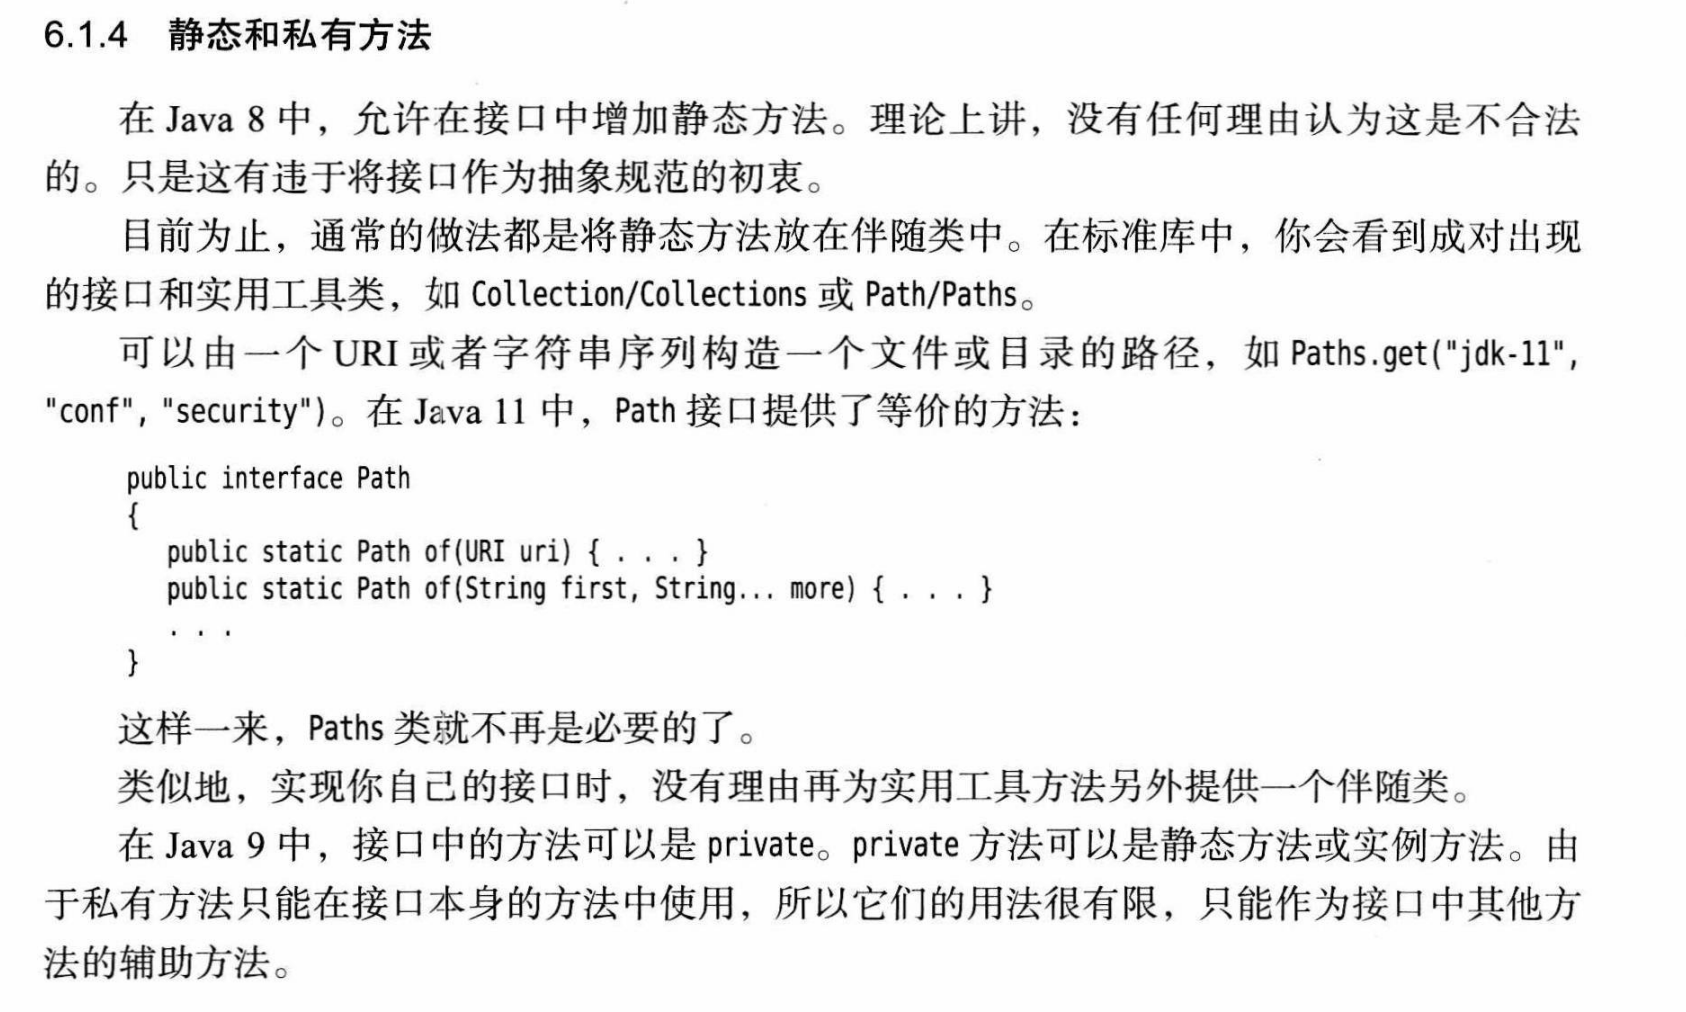 6.1.4 静态和私有方法
在 Java 8 中，允许在接口中增加静态方法。理论上讲，没有任何理由认为这是不合法
的。只是这有违于将接口作为抽象规范的初衷。
目前为止，通常的做法都是将静态方法放在伴随类中。在标准库中，你会看到成对出现
的接口和实用工具类，如 Collection/Collections 或 Path/Paths。
可以由一个 URI 或者字符串序列构造一个文件或目录的路径，如 Paths.get("jdk-11",
"conf", "security")。在 Java 11 中，Path 接口提供了等价的方法：
public interface Path
{
public static Path of(URI uri) { . . . }
public static Path of(String first, String... more) { . . . }
. . .
}
这样一来，Paths 类就不再是必要的了。
类似地，实现你自己的接口时，没有理由再为实用工具方法另外提供一个伴随类。
在 Java 9 中，接口中的方法可以是 private。private 方法可以是静态方法或实例方法。由
于私有方法只能在接口本身的方法中使用，所以它们的用法很有限，只能作为接口中其他方
法的辅助方法。